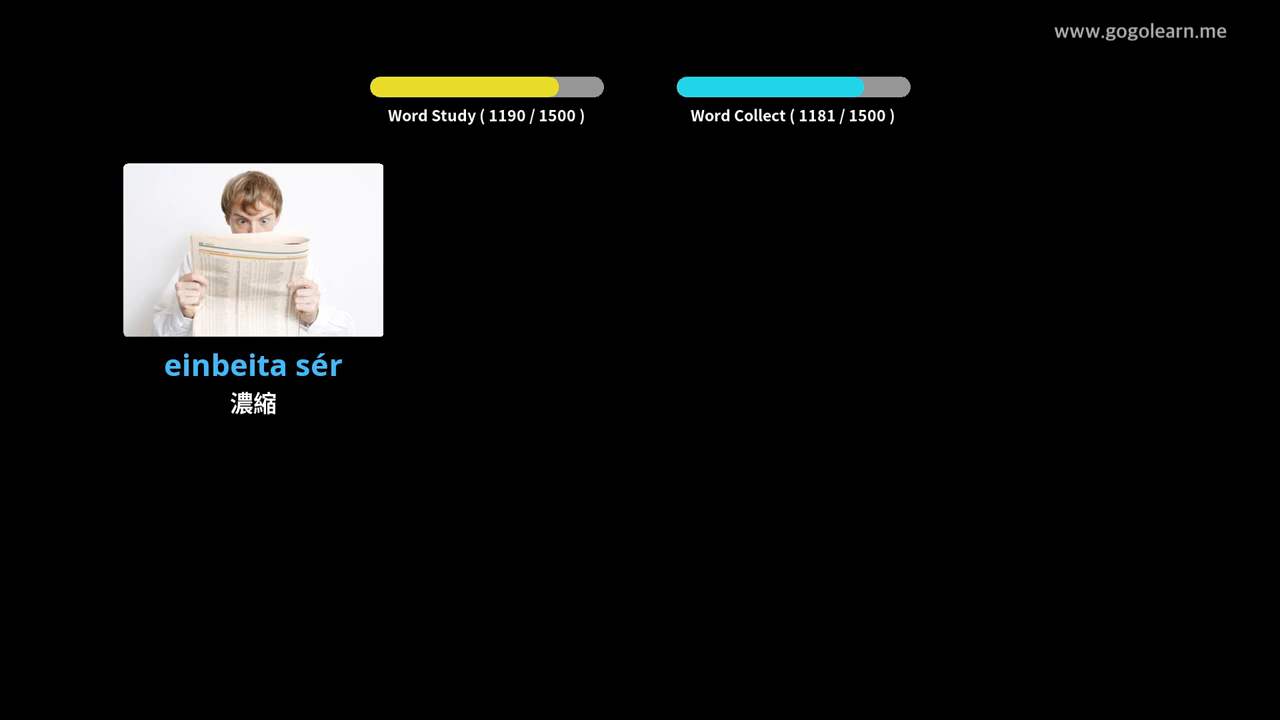 www.gogolearn.me
Word Study ( 1190 / 1500 )
Word Collect ( 1181 / 1500 )
einbeita sér
濃縮